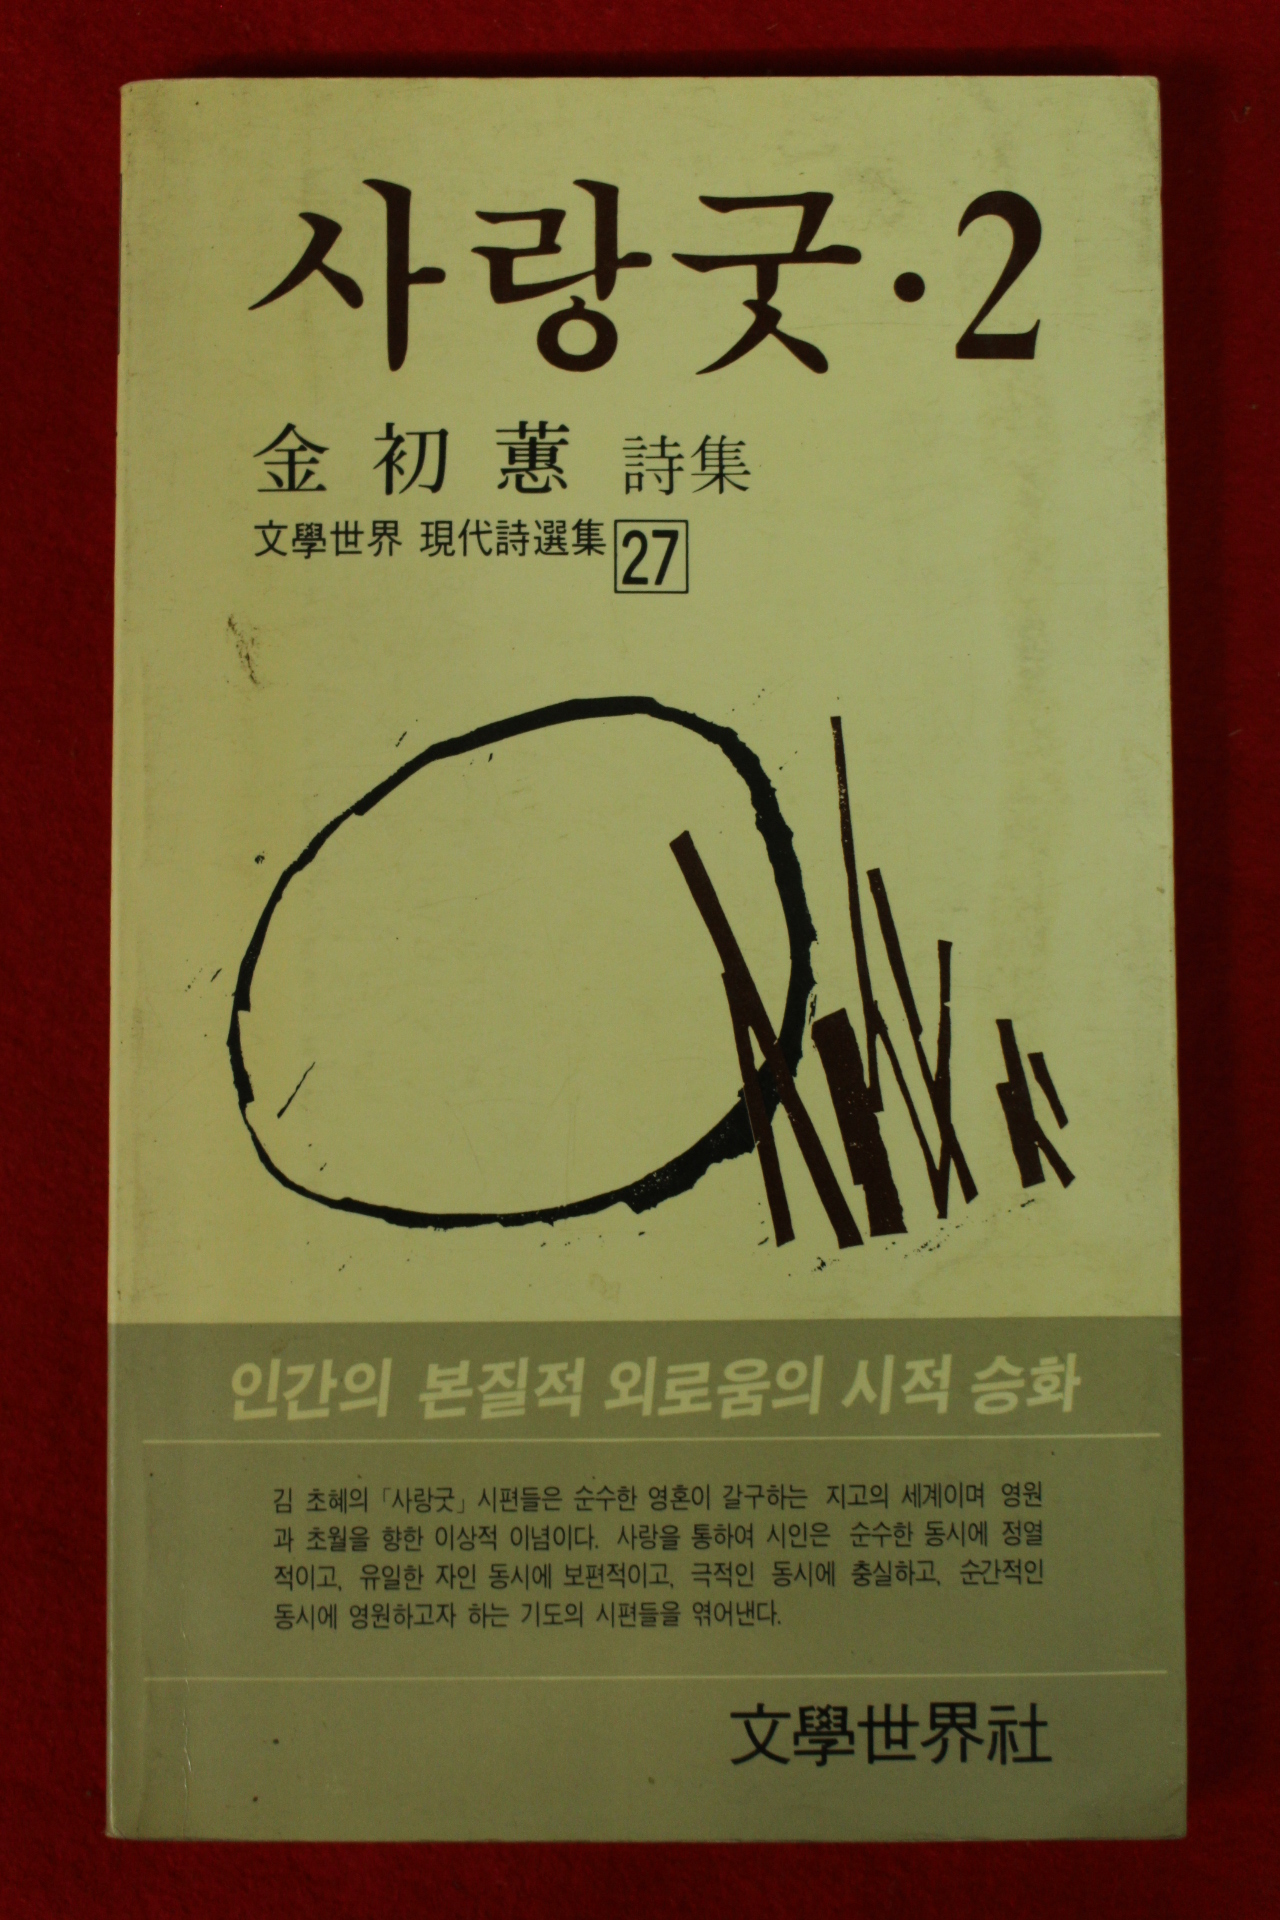 사랑굿·2
金初蕙 詩集
文學世界 現代詩選集 27
인간의 본질적 외로움의 시적 승화
김 초혜의 「사랑굿」 시편들은 순수한 영혼이 갈구하는 지고의 세계이며 영원
과 초월을 향한 이상적 이념이다. 사랑을 통하여 시인은 순수한 동시에 정열
적이고, 유일한 자인 동시에 보편적이고, 극적인 동시에 충실하고, 순간적인
동시에 영원하고자 하는 기도의 시편들을 엮어낸다.
文學世界社